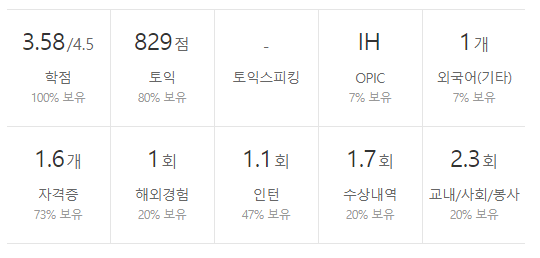 3.58/4.5 829점 - IH 1개
학점 토익 토익스피킹 OPIC 외국어(기타)
100% 보유 80% 보유 7% 보유 7% 보유
1.6개 1회 1.1회 1.7회 2.3회
자격증 해외경험 인턴 수상내역 교내/사회/봉사
73% 보유 20% 보유 47% 보유 20% 보유 20% 보유